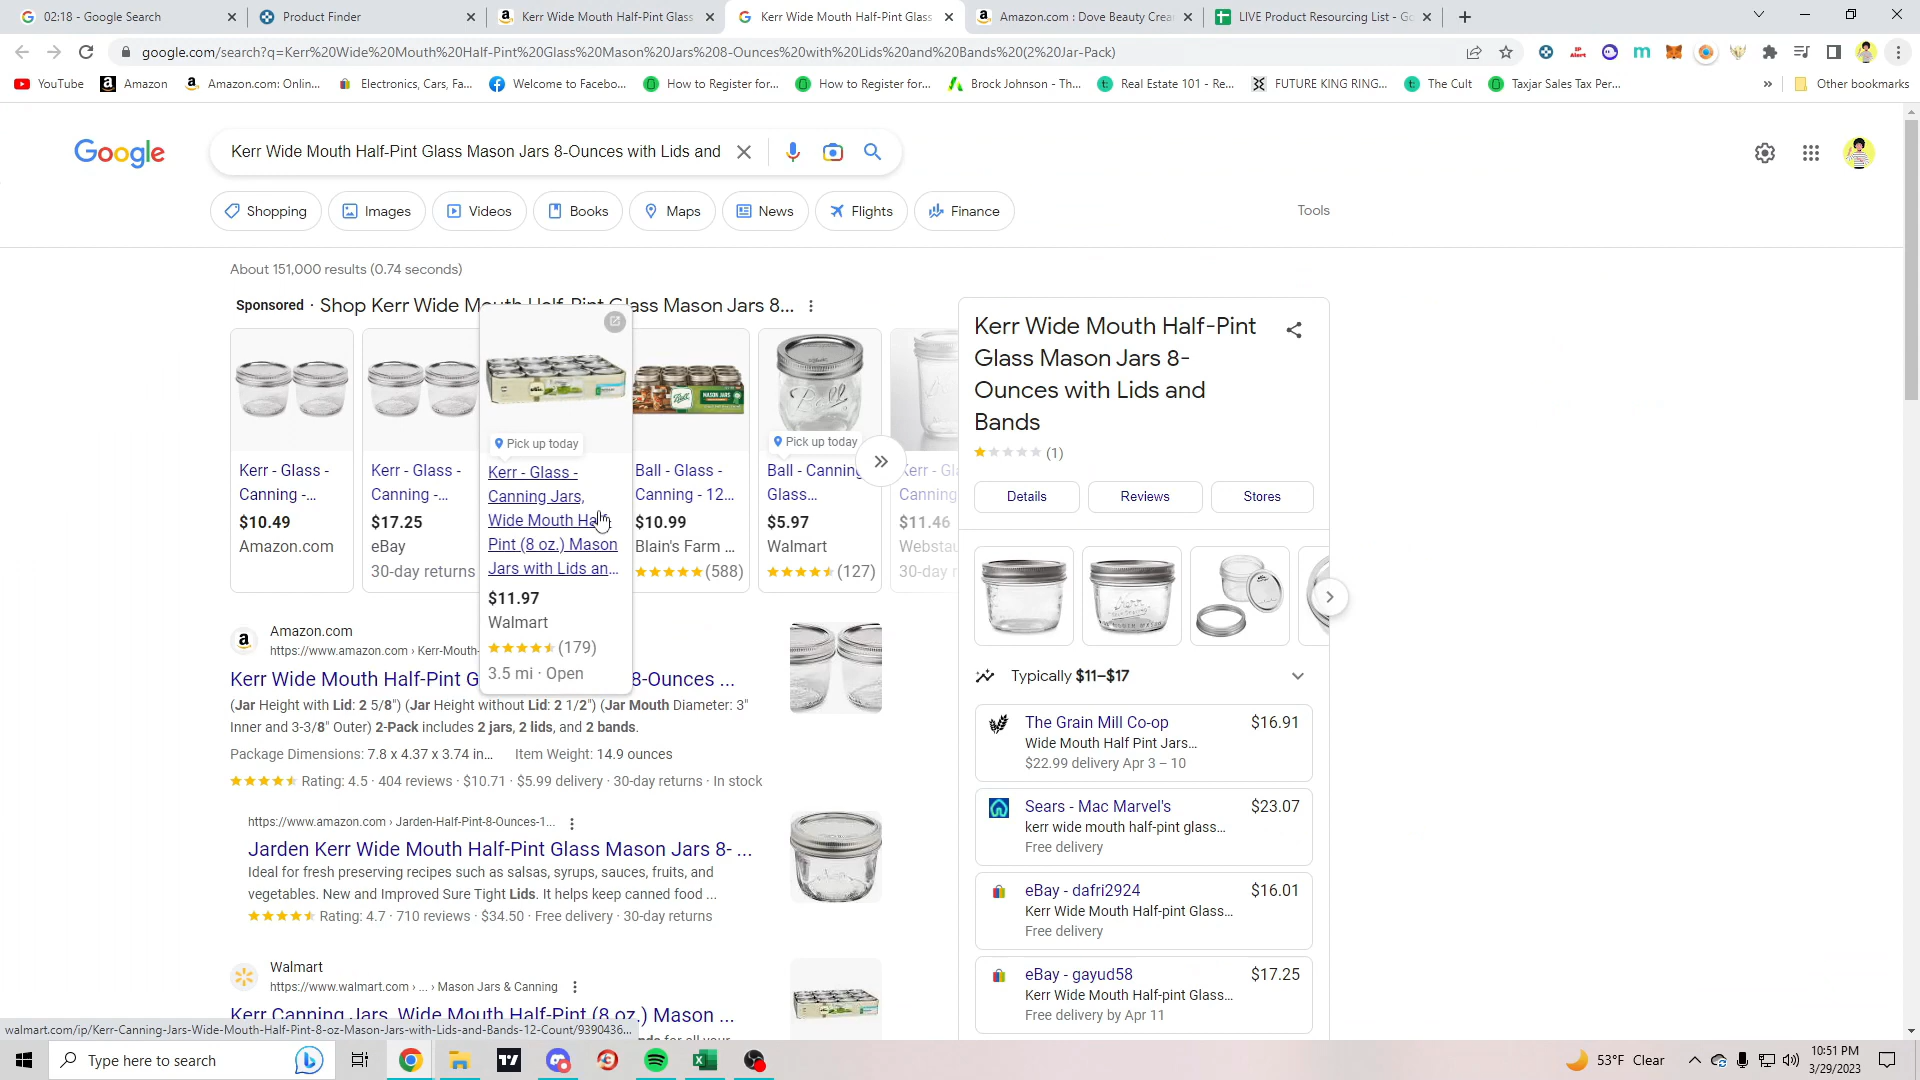 02:18 - Google Search
Product Finder
Kerr Wide Mouth Half-Pint Glass
Kerr Wide Mouth Half-Pint Glass
Amazon.com : Dove Beauty Crea
LIVE Product Resourcing List - Go
google.com/search?q=Kerr%20Wide%20Mouth%20Half-Pint%20Glass%20Mason%20Jars%208-Ounces%20with%20Lids%20and%20Bands%20(2%20Jar-Pack)
YouTube
Amazon
Amazon.com: Onlin...
Electronics, Cars, Fa...
Welcome to Facebo...
How to Register for...
How to Register for...
Brock Johnson - Th...
Real Estate 101 - Re...
FUTURE KING RING...
The Cult
Taxjar Sales Tax Per...
Other bookmarks
Google
Kerr Wide Mouth Half-Pint Glass Mason Jars 8-Ounces with Lids and
Shopping
Images
Videos
Books
Maps
News
Flights
Finance
Tools
About 151,000 results (0.74 seconds)
Sponsored · Shop Kerr Wide Mouth Half-Pint Glass Mason Jars 8...
Kerr - Glass -
Canning -...
$10.49
Amazon.com
Kerr - Glass -
Canning -...
$17.25
eBay
30-day returns
Pick up today
Kerr - Glass -
Canning Jars,
Wide Mouth Half-
Pint (8 oz.) Mason
Jars with Lids an...
$11.97
Walmart
(179)
3.5 mi · Open
Ball - Glass -
Canning - 12...
$10.99
Blain's Farm ...
(588)
Pick up today
Ball - Canning
Glass...
$5.97
Walmart
(127)
Kerr - Gl
Canning
$11.46
Websta
30-day r
Amazon.com
https://www.amazon.com › Kerr-Mouth-
Kerr Wide Mouth Half-Pint G 8-Ounces ...
(Jar Height with Lid: 2 5/8") (Jar Height without Lid: 2 1/2") (Jar Mouth Diameter: 3"
Inner and 3-3/8" Outer) 2-Pack includes 2 jars, 2 lids, and 2 bands.
Package Dimensions: 7.8 x 4.37 x 3.74 in... Item Weight: 14.9 ounces
Rating: 4.5 · 404 reviews · $10.71 · $5.99 delivery · 30-day returns · In stock
https://www.amazon.com › Jarden-Half-Pint-8-Ounces-1...
Jarden Kerr Wide Mouth Half-Pint Glass Mason Jars 8- ...
Ideal for fresh preserving recipes such as salsas, syrups, sauces, fruits, and
vegetables. New and Improved Sure Tight Lids. It helps keep canned food ...
Rating: 4.7 · 710 reviews · $34.50 · Free delivery · 30-day returns
Walmart
https://www.walmart.com › ... › Mason Jars & Canning
Kerr Canning Jars, Wide Mouth Half-Pint (8 oz.) Mason ...
walmart.com/ip/Kerr-Canning-Jars-Wide-Mouth-Half-Pint-8-oz-Mason-Jars-with-Lids-and-Bands-12-Count/9390436...
Kerr Wide Mouth Half-Pint
Glass Mason Jars 8-
Ounces with Lids and
Bands
(1)
Details
Reviews
Stores
Typically $11–$17
The Grain Mill Co-op $16.91
Wide Mouth Half Pint Jars...
$22.99 delivery Apr 3 – 10
Sears - Mac Marvel's $23.07
kerr wide mouth half-pint glass...
Free delivery
eBay - dafri2924 $16.01
Kerr Wide Mouth Half-pint Glass...
Free delivery
eBay - gayud58 $17.25
Kerr Wide Mouth Half-pint Glass...
Free delivery by Apr 11
Type here to search
53°F Clear
10:51 PM
3/29/2023